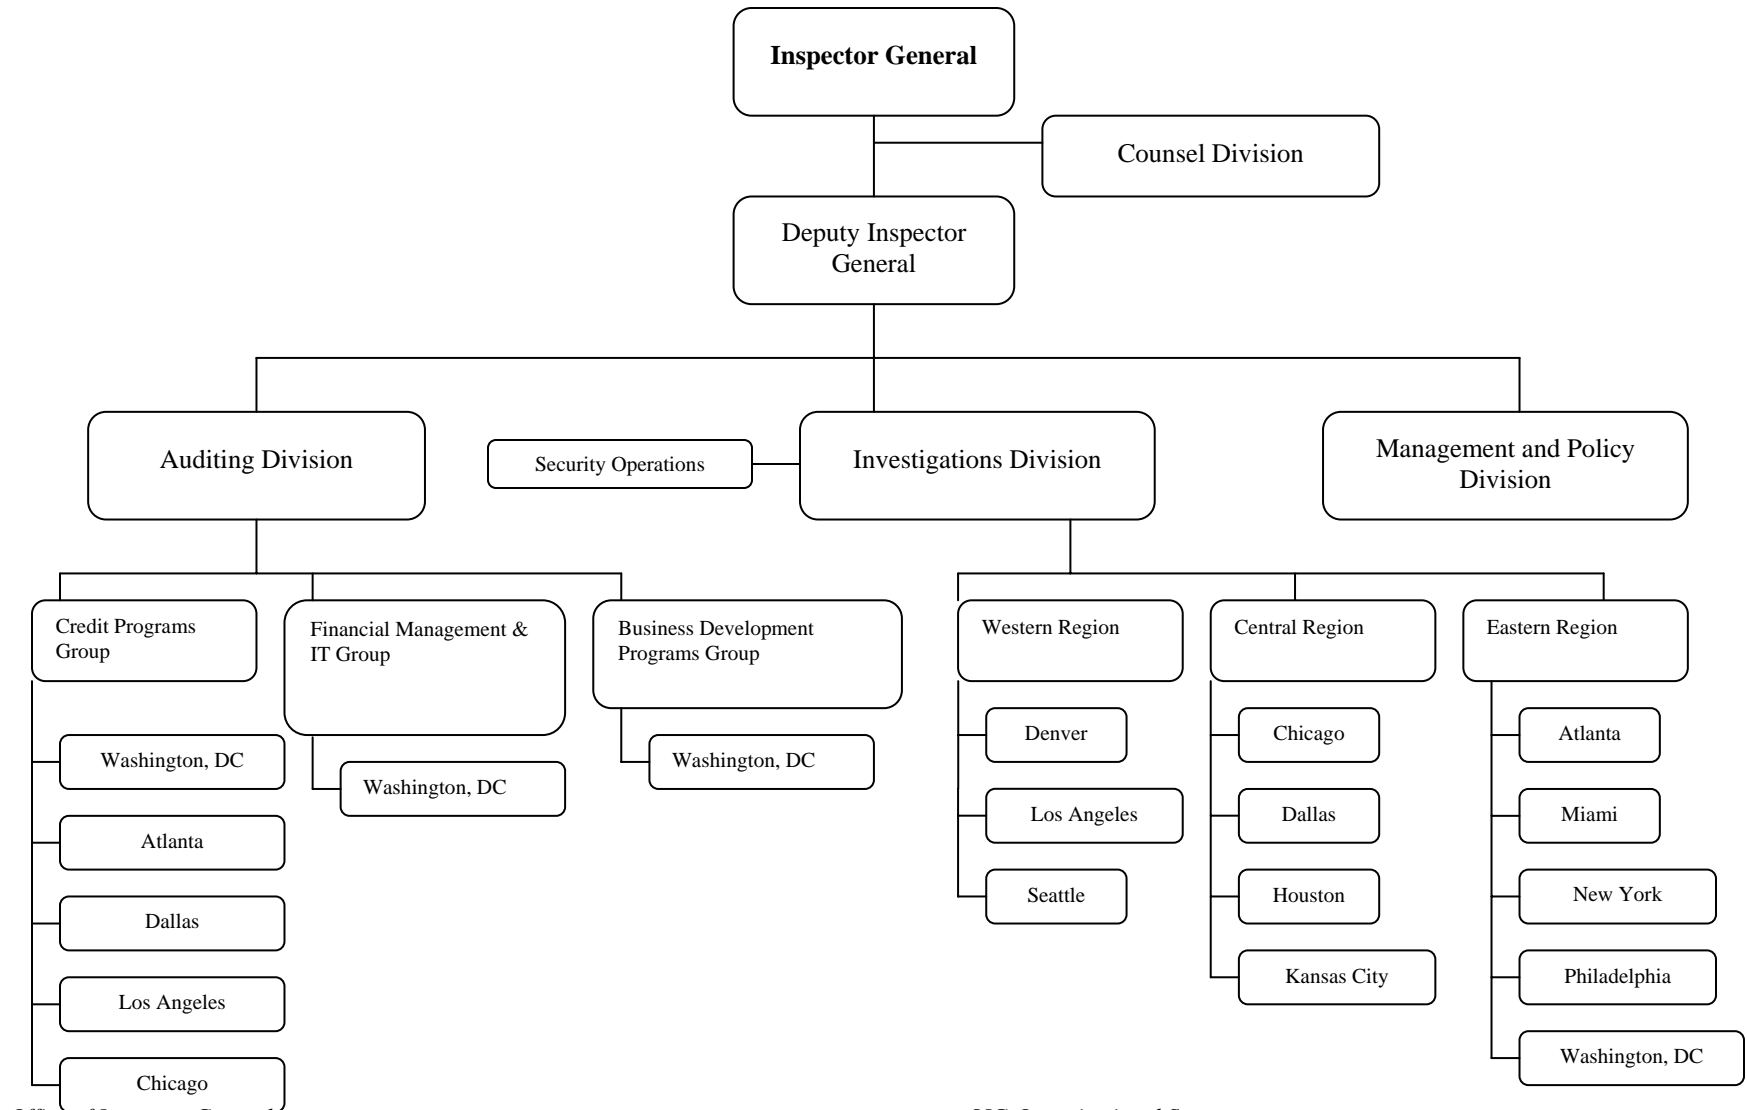 Inspector General
Counsel Division
Deputy Inspector
General
Auditing Division
Security Operations
Investigations Division
Management and Policy
Division
Credit Programs
Group
Financial Management &
IT Group
Business Development
Programs Group
Western Region
Central Region
Eastern Region
Washington, DC
Atlanta
Dallas
Los Angeles
Chicago
Washington, DC
Washington, DC
Denver
Los Angeles
Seattle
Chicago
Dallas
Houston
Kansas City
Atlanta
Miami
New York
Philadelphia
Washington, DC